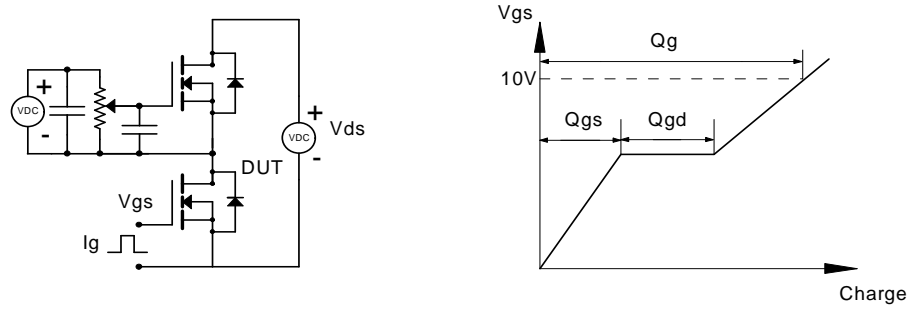 +
VDC
-
+
VDC
-
Vds
DUT
Vgs
Ig
Vgs
Qg
10V
Qgs
Qgd
Charge